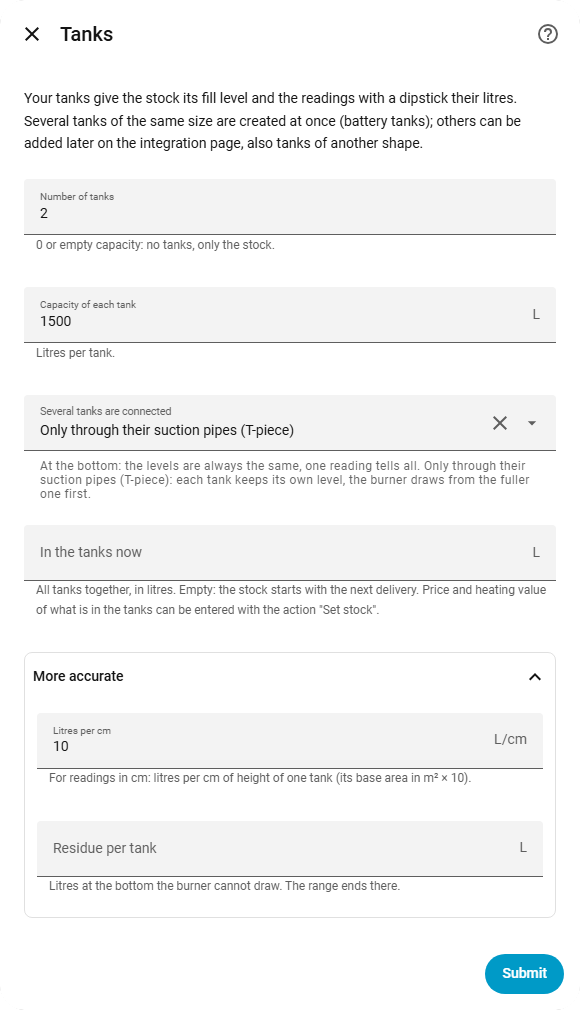 Tanks
Your tanks give the stock its fill level and the readings with a dipstick their litres.
Several tanks of the same size are created at once (battery tanks); others can be
added later on the integration page, also tanks of another shape.
Number of tanks
2
0 or empty capacity: no tanks, only the stock.
Capacity of each tank
1500
L
Litres per tank.
Several tanks are connected
Only through their suction pipes (T-piece)
At the bottom: the levels are always the same, one reading tells all. Only through their
suction pipes (T-piece): each tank keeps its own level, the burner draws from the fuller
one first.
In the tanks now
L
All tanks together, in litres. Empty: the stock starts with the next delivery. Price and heating value
of what is in the tanks can be entered with the action "Set stock".
More accurate
Litres per cm
10
L/cm
For readings in cm: litres per cm of height of one tank (its base area in m² × 10).
Residue per tank
L
Litres at the bottom the burner cannot draw. The range ends there.
Submit